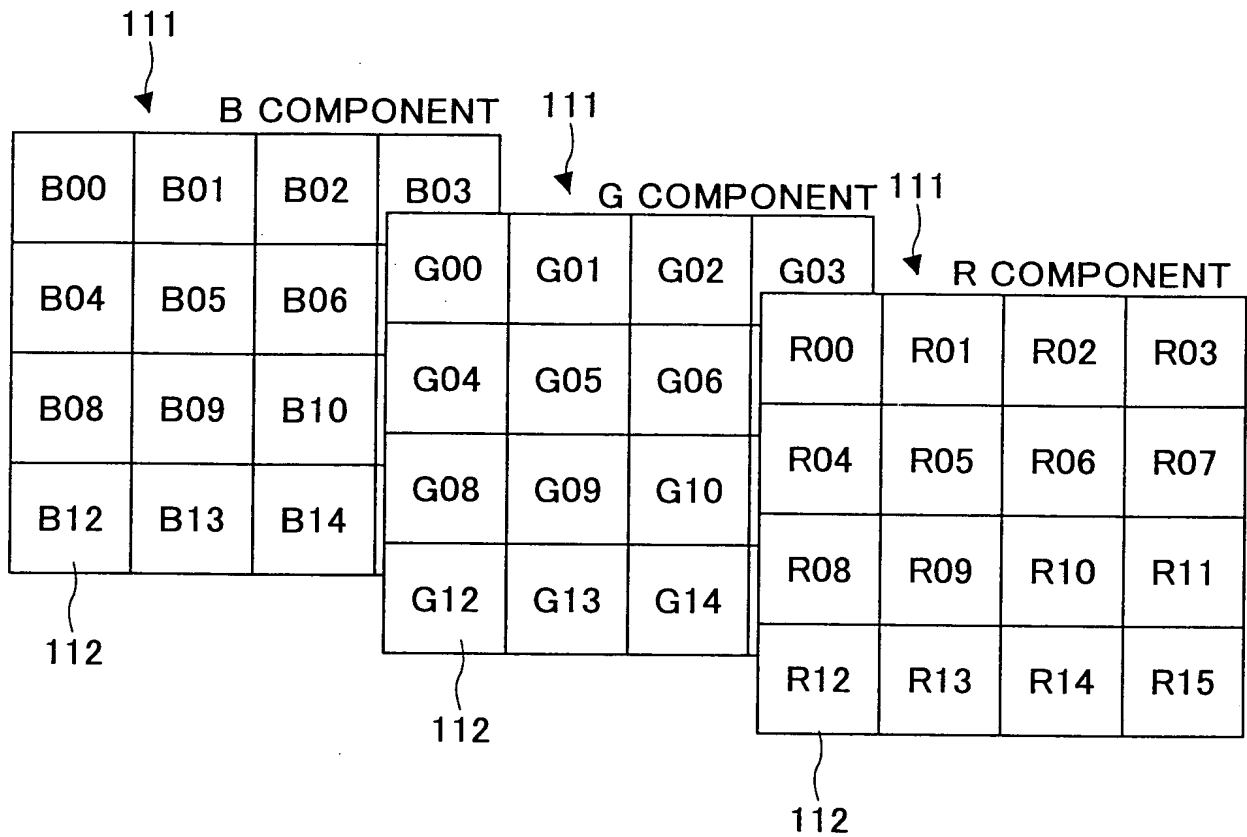 111
B COMPONENT
B00 B01 B02 B03
B04 B05 B06
B08 B09 B10
B12 B13 B14
112
111
G COMPONENT
G00 G01 G02 G03
G04 G05 G06
G08 G09 G10
G12 G13 G14
112
111
R COMPONENT
R00 R01 R02 R03
R04 R05 R06 R07
R08 R09 R10 R11
R12 R13 R14 R15
112